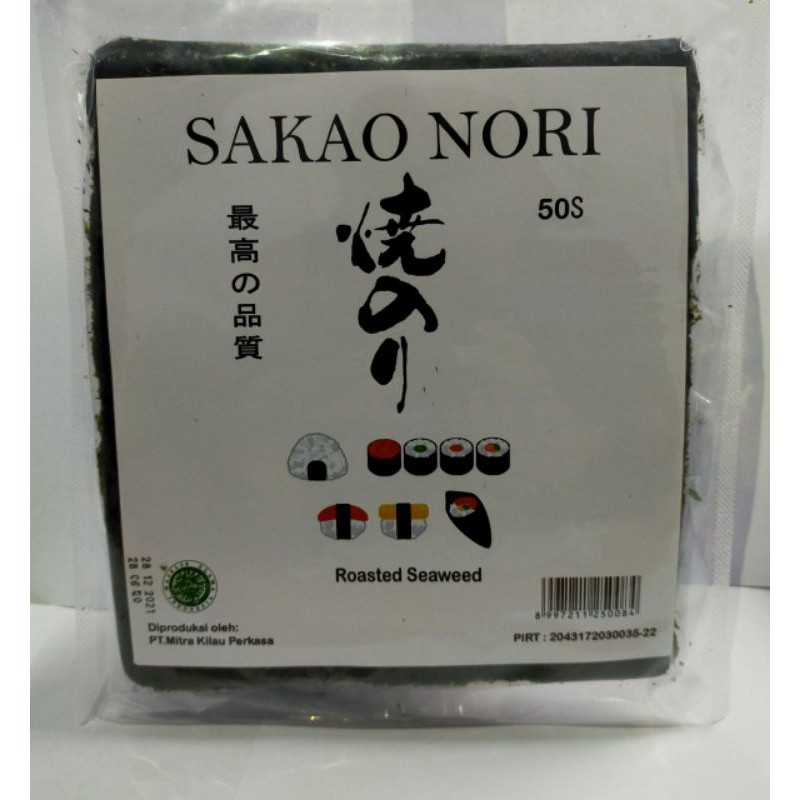 SAKAO NORI
50S
最高の品質
焼のり
Roasted Seaweed
28 12 2021
Diproduksi oleh:
PT.Mitra Kilau Perkasa
8997211250084
PIRT : 2043172030035-22